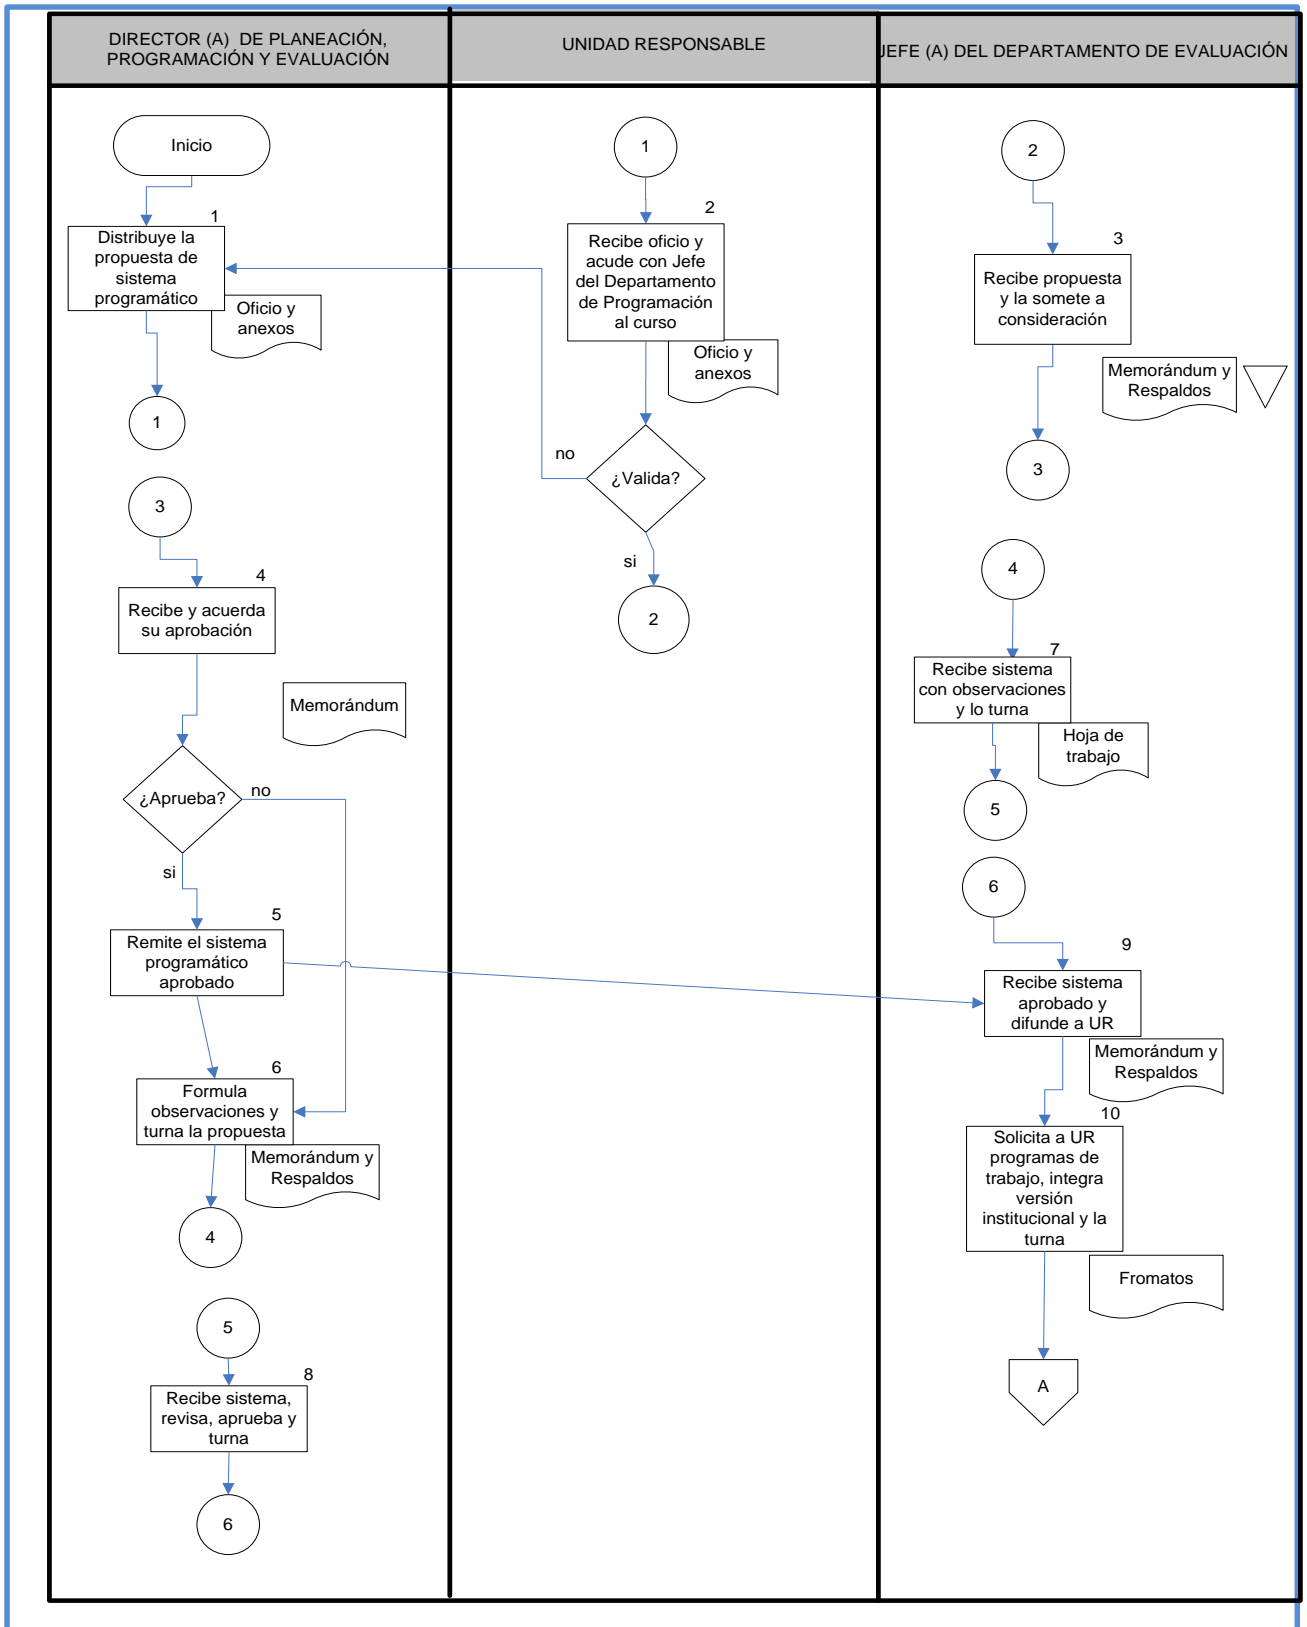 DIRECTOR (A) DE PLANEACIÓN,
PROGRAMACIÓN Y EVALUACIÓN
UNIDAD RESPONSABLE
JEFE (A) DEL DEPARTAMENTO DE EVALUACIÓN
Inicio
1
Distribuye la
propuesta de
sistema
programático
Oficio y
anexos
1
3
4
Recibe y acuerda
su aprobación
Memorándum
¿Aprueba?
no
si
5
Remite el sistema
programático
aprobado
6
Formula
observaciones y
turna la propuesta
Memorándum y
Respaldos
4
5
8
Recibe sistema,
revisa, aprueba y
turna
6
1
2
Recibe oficio y
acude con Jefe
del Departamento
de Programación
al curso
Oficio y
anexos
no
¿Valida?
si
2
2
3
Recibe propuesta
y la somete a
consideración
Memorándum y
Respaldos
3
4
7
Recibe sistema
con observaciones
y lo turna
Hoja de
trabajo
5
6
9
Recibe sistema
aprobado y
difunde a UR
Memorándum y
Respaldos
10
Solicita a UR
programas de
trabajo, integra
versión
institucional y la
turna
Fromatos
A